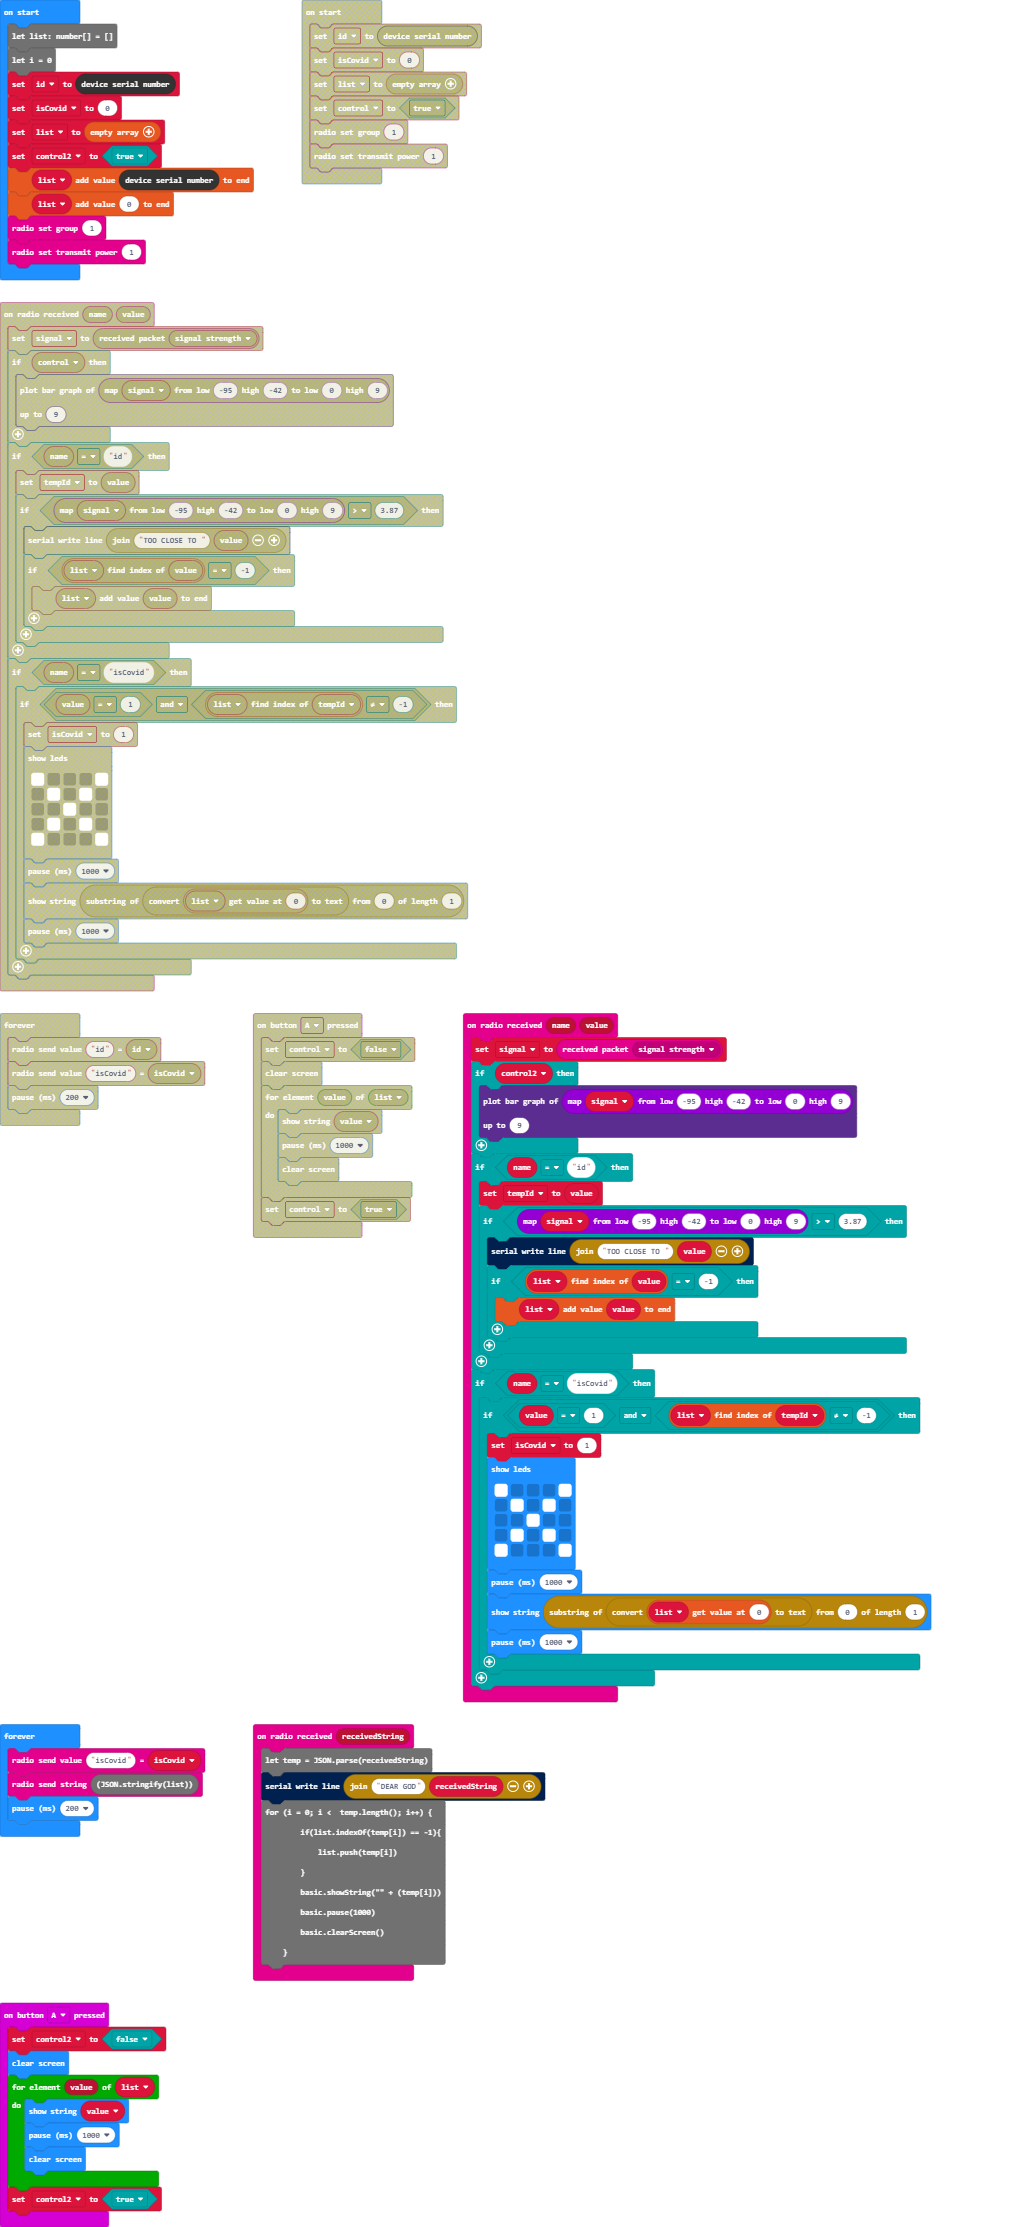 on start
let list: number[] = []
let i = 0
set id to device serial number
set isCovid to 0
set list to empty array
set control2 to true
list add value device serial number to end
list add value 0 to end
radio set group 1
radio set transmit power 1
on start
set id to device serial number
set isCovid to 0
set list to empty array
set control to true
radio set group 1
radio set transmit power 1
on radio received name value
set signal to received packet signal strength
if control then
plot bar graph of map signal from low -95 high -42 to low 0 high 9
up to 9
if name = "id" then
set tempId to value
if map signal from low -95 high -42 to low 0 high 9 > 3.87 then
serial write line join "TOO CLOSE TO " value
if list find index of value = -1 then
list add value value to end
if name = "isCovid" then
if value = 1 and list find index of tempId ≠ -1 then
set isCovid to 1
show leds
pause (ms) 1000
show string substring of convert list get value at 0 to text from 0 of length 1
pause (ms) 1000
forever
radio send value "id" = id
radio send value "isCovid" = isCovid
pause (ms) 200
on button A pressed
set control to false
clear screen
for element value of list
do show string value
pause (ms) 1000
clear screen
set control to true
on radio received name value
set signal to received packet signal strength
if control2 then
plot bar graph of map signal from low -95 high -42 to low 0 high 9
up to 9
if name = "id" then
set tempId to value
if map signal from low -95 high -42 to low 0 high 9 > 3.87 then
serial write line join "TOO CLOSE TO " value
if list find index of value = -1 then
list add value value to end
if name = "isCovid" then
if value = 1 and list find index of tempId ≠ -1 then
set isCovid to 1
show leds
pause (ms) 1000
show string substring of convert list get value at 0 to text from 0 of length 1
pause (ms) 1000
forever
radio send value "isCovid" = isCovid
radio send string (JSON.stringify(list))
pause (ms) 200
on radio received receivedString
let temp = JSON.parse(receivedString)
serial write line join "DEAR GOD" receivedString
for (i = 0; i < temp.length(); i++) {
if(list.indexOf(temp[i]) == -1){
list.push(temp[i])
}
basic.showString("" + (temp[i]))
basic.pause(1000)
basic.clearScreen()
}
on button A pressed
set control2 to false
clear screen
for element value of list
do show string value
pause (ms) 1000
clear screen
set control2 to true